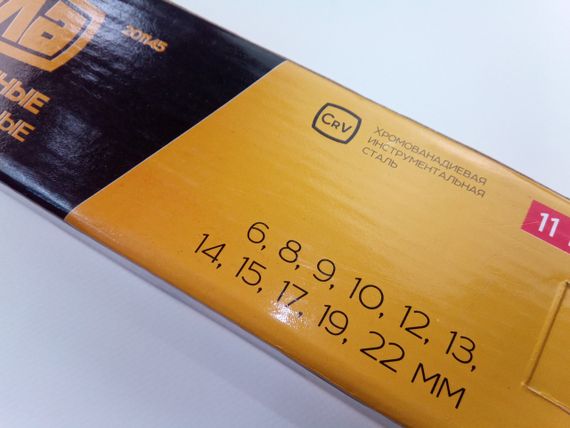 201145
НЫЕ
ЫЕ
CRV
ХРОМОВАНАДИЕВАЯ
ИНСТРУМЕНТАЛЬНАЯ
СТАЛЬ
11
6, 8, 9, 10, 12, 13,
14, 15, 17, 19, 22 ММ